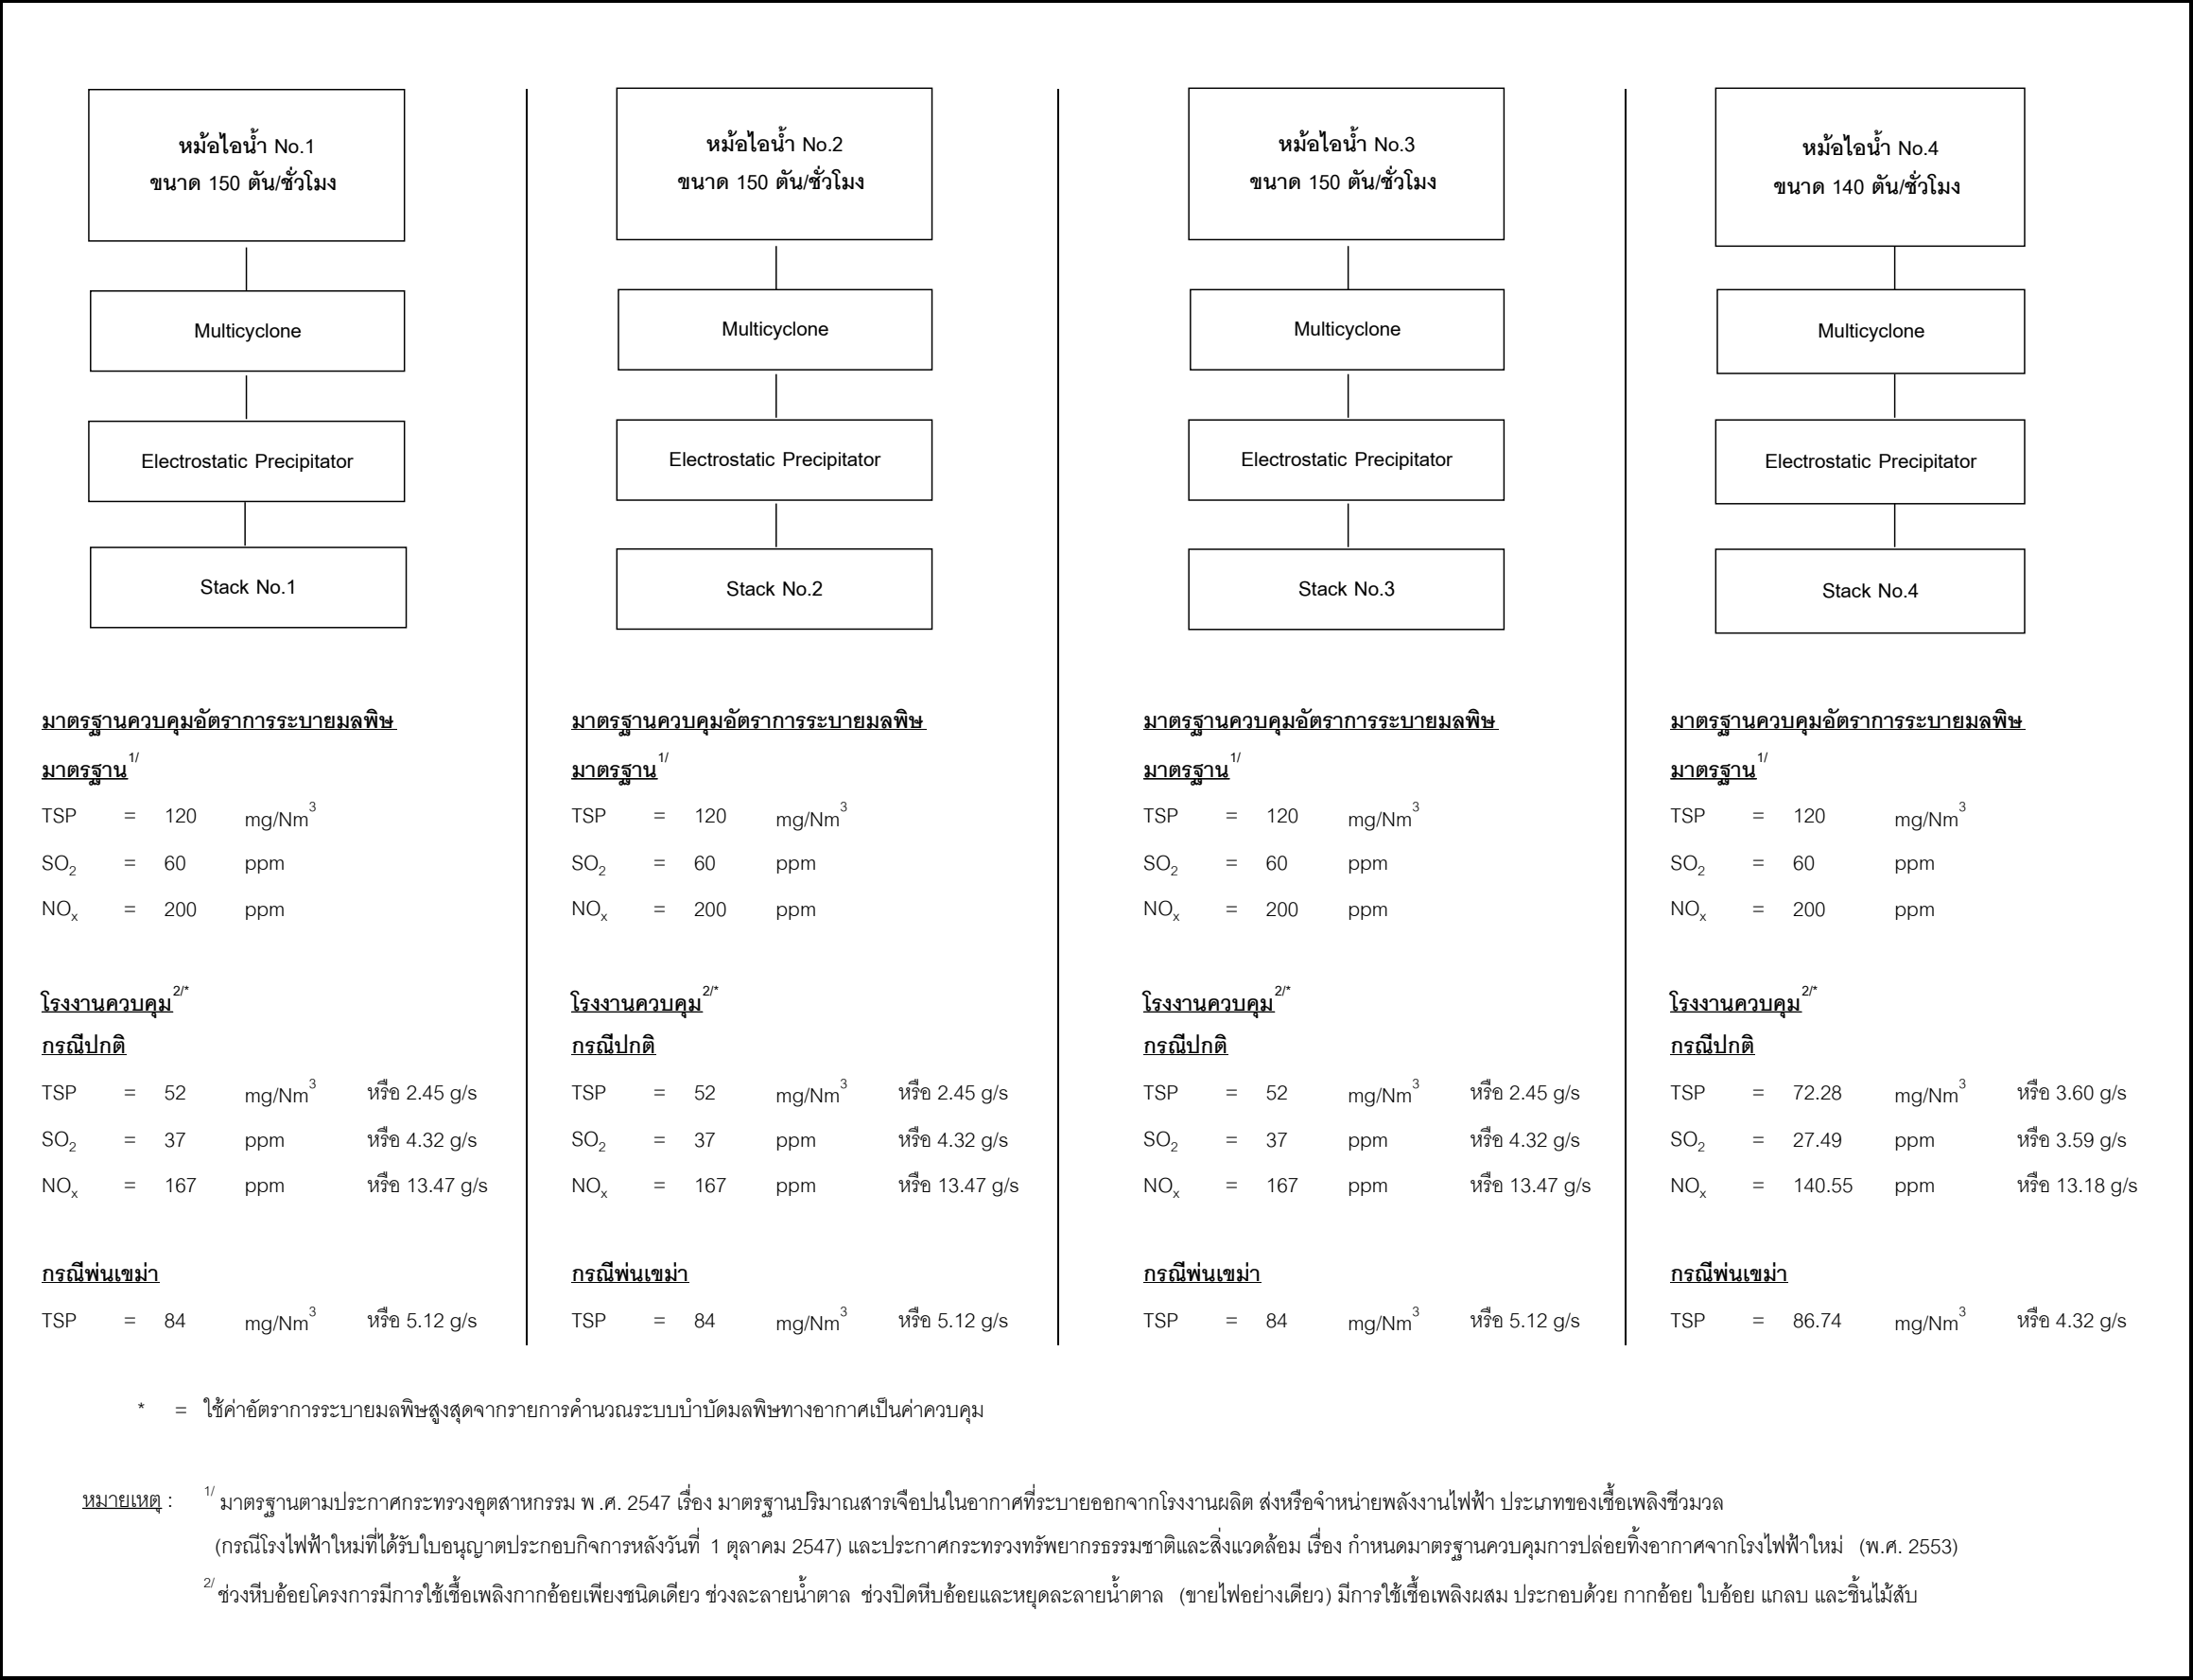 หม้อไอน้ำ No.1
ขนาด 150 ตัน/ชั่วโมง
Multicyclone
Electrostatic Precipitator
Stack No.1
มาตรฐานควบคุมอัตราการระบายมลพิษ
มาตรฐาน1/
TSP = 120 mg/Nm3
SO2 = 60 ppm
NOx = 200 ppm
โรงงานควบคุม2/*
กรณีปกติ
TSP = 52 mg/Nm3 หรือ 2.45 g/s
SO2 = 37 ppm หรือ 4.32 g/s
NOx = 167 ppm หรือ 13.47 g/s
กรณีพ่นเขม่า
TSP = 84 mg/Nm3 หรือ 5.12 g/s
หม้อไอน้ำ No.2
ขนาด 150 ตัน/ชั่วโมง
Multicyclone
Electrostatic Precipitator
Stack No.2
มาตรฐานควบคุมอัตราการระบายมลพิษ
มาตรฐาน1/
TSP = 120 mg/Nm3
SO2 = 60 ppm
NOx = 200 ppm
โรงงานควบคุม2/*
กรณีปกติ
TSP = 52 mg/Nm3 หรือ 2.45 g/s
SO2 = 37 ppm หรือ 4.32 g/s
NOx = 167 ppm หรือ 13.47 g/s
กรณีพ่นเขม่า
TSP = 84 mg/Nm3 หรือ 5.12 g/s
หม้อไอน้ำ No.3
ขนาด 150 ตัน/ชั่วโมง
Multicyclone
Electrostatic Precipitator
Stack No.3
มาตรฐานควบคุมอัตราการระบายมลพิษ
มาตรฐาน1/
TSP = 120 mg/Nm3
SO2 = 60 ppm
NOx = 200 ppm
โรงงานควบคุม2/*
กรณีปกติ
TSP = 52 mg/Nm3 หรือ 2.45 g/s
SO2 = 37 ppm หรือ 4.32 g/s
NOx = 167 ppm หรือ 13.47 g/s
กรณีพ่นเขม่า
TSP = 84 mg/Nm3 หรือ 5.12 g/s
หม้อไอน้ำ No.4
ขนาด 140 ตัน/ชั่วโมง
Multicyclone
Electrostatic Precipitator
Stack No.4
มาตรฐานควบคุมอัตราการระบายมลพิษ
มาตรฐาน1/
TSP = 120 mg/Nm3
SO2 = 60 ppm
NOx = 200 ppm
โรงงานควบคุม2/*
กรณีปกติ
TSP = 72.28 mg/Nm3 หรือ 3.60 g/s
SO2 = 27.49 ppm หรือ 3.59 g/s
NOx = 140.55 ppm หรือ 13.18 g/s
กรณีพ่นเขม่า
TSP = 86.74 mg/Nm3 หรือ 4.32 g/s
* = ใช้ค่าอัตราการระบายมลพิษสูงสุดจากรายการคำนวณระบบบำบัดมลพิษทางอากาศเป็นค่าควบคุม
หมายเหตุ : 1/ มาตรฐานตามประกาศกระทรวงอุตสาหกรรม พ.ศ. 2547 เรื่อง มาตรฐานปริมาณสารเจือปนในอากาศที่ระบายออกจากโรงงานผลิต ส่งหรือจำหน่ายพลังงานไฟฟ้า ประเภทของเชื้อเพลิงชีวมวล
(กรณีโรงไฟฟ้าใหม่ที่ได้รับใบอนุญาตประกอบกิจการหลังวันที่ 1 ตุลาคม 2547) และประกาศกระทรวงทรัพยากรธรรมชาติและสิ่งแวดล้อม เรื่อง กำหนดมาตรฐานควบคุมการปล่อยทิ้งอากาศจากโรงไฟฟ้าใหม่ (พ.ศ. 2553)
2/ ช่วงหีบอ้อยโครงการมีการใช้เชื้อเพลิงกากอ้อยเพียงชนิดเดียว ช่วงละลายน้ำตาล ช่วงปิดหีบอ้อยและหยุดละลายน้ำตาล (ขายไฟอย่างเดียว) มีการใช้เชื้อเพลิงผสม ประกอบด้วย กากอ้อย ใบอ้อย แกลบ และชิ้นไม้สับ